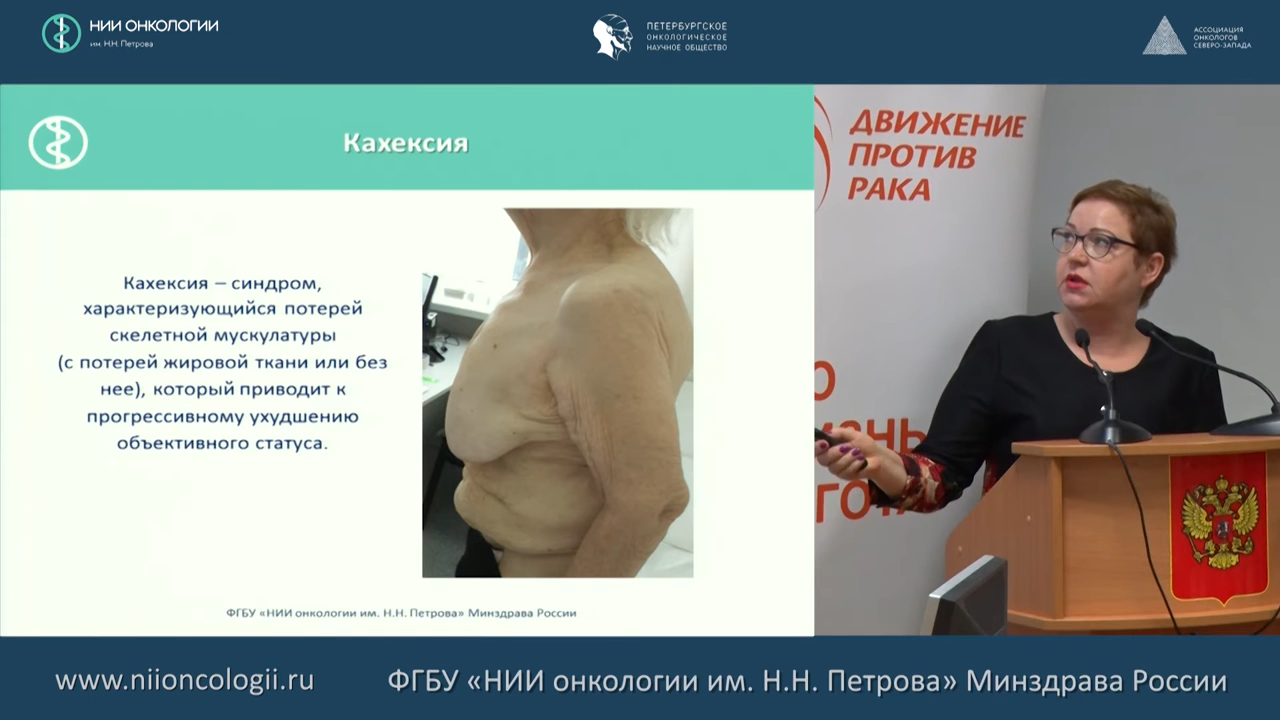 НИИ ОНКОЛОГИИ
им. Н.Н. Петрова
ПЕТЕРБУРГСКОЕ
ОНКОЛОГИЧЕСКОЕ
НАУЧНОЕ ОБЩЕСТВО
АССОЦИАЦИЯ
ОНКОЛОГОВ
СЕВЕРО-ЗАПАДА
Кахексия
Кахексия – синдром,
характеризующийся потерей
скелетной мускулатуры
(с потерей жировой ткани или без
нее), который приводит к
прогрессивному ухудшению
объективного статуса.
ФГБУ «НИИ онкологии им. Н.Н. Петрова» Минздрава России
ДВИЖЕНИЕ
ПРОТИВ
РАКА
www.niioncologii.ru
ФГБУ «НИИ онкологии им. Н.Н. Петрова» Минздрава России